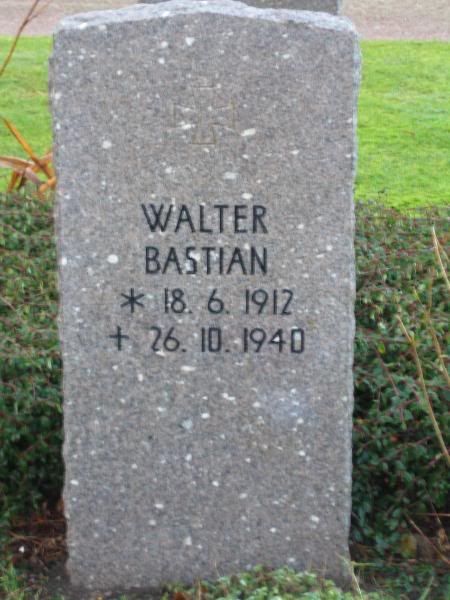 WALTER
BASTIAN
* 18. 6. 1912
+ 26. 10. 1940